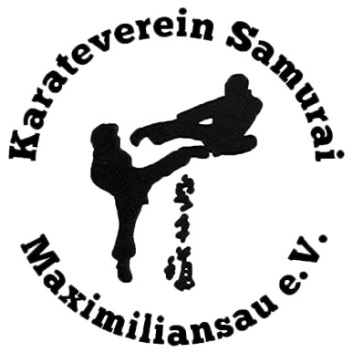 Karateverein Samurai
空手道
Maximiliansau e.V.